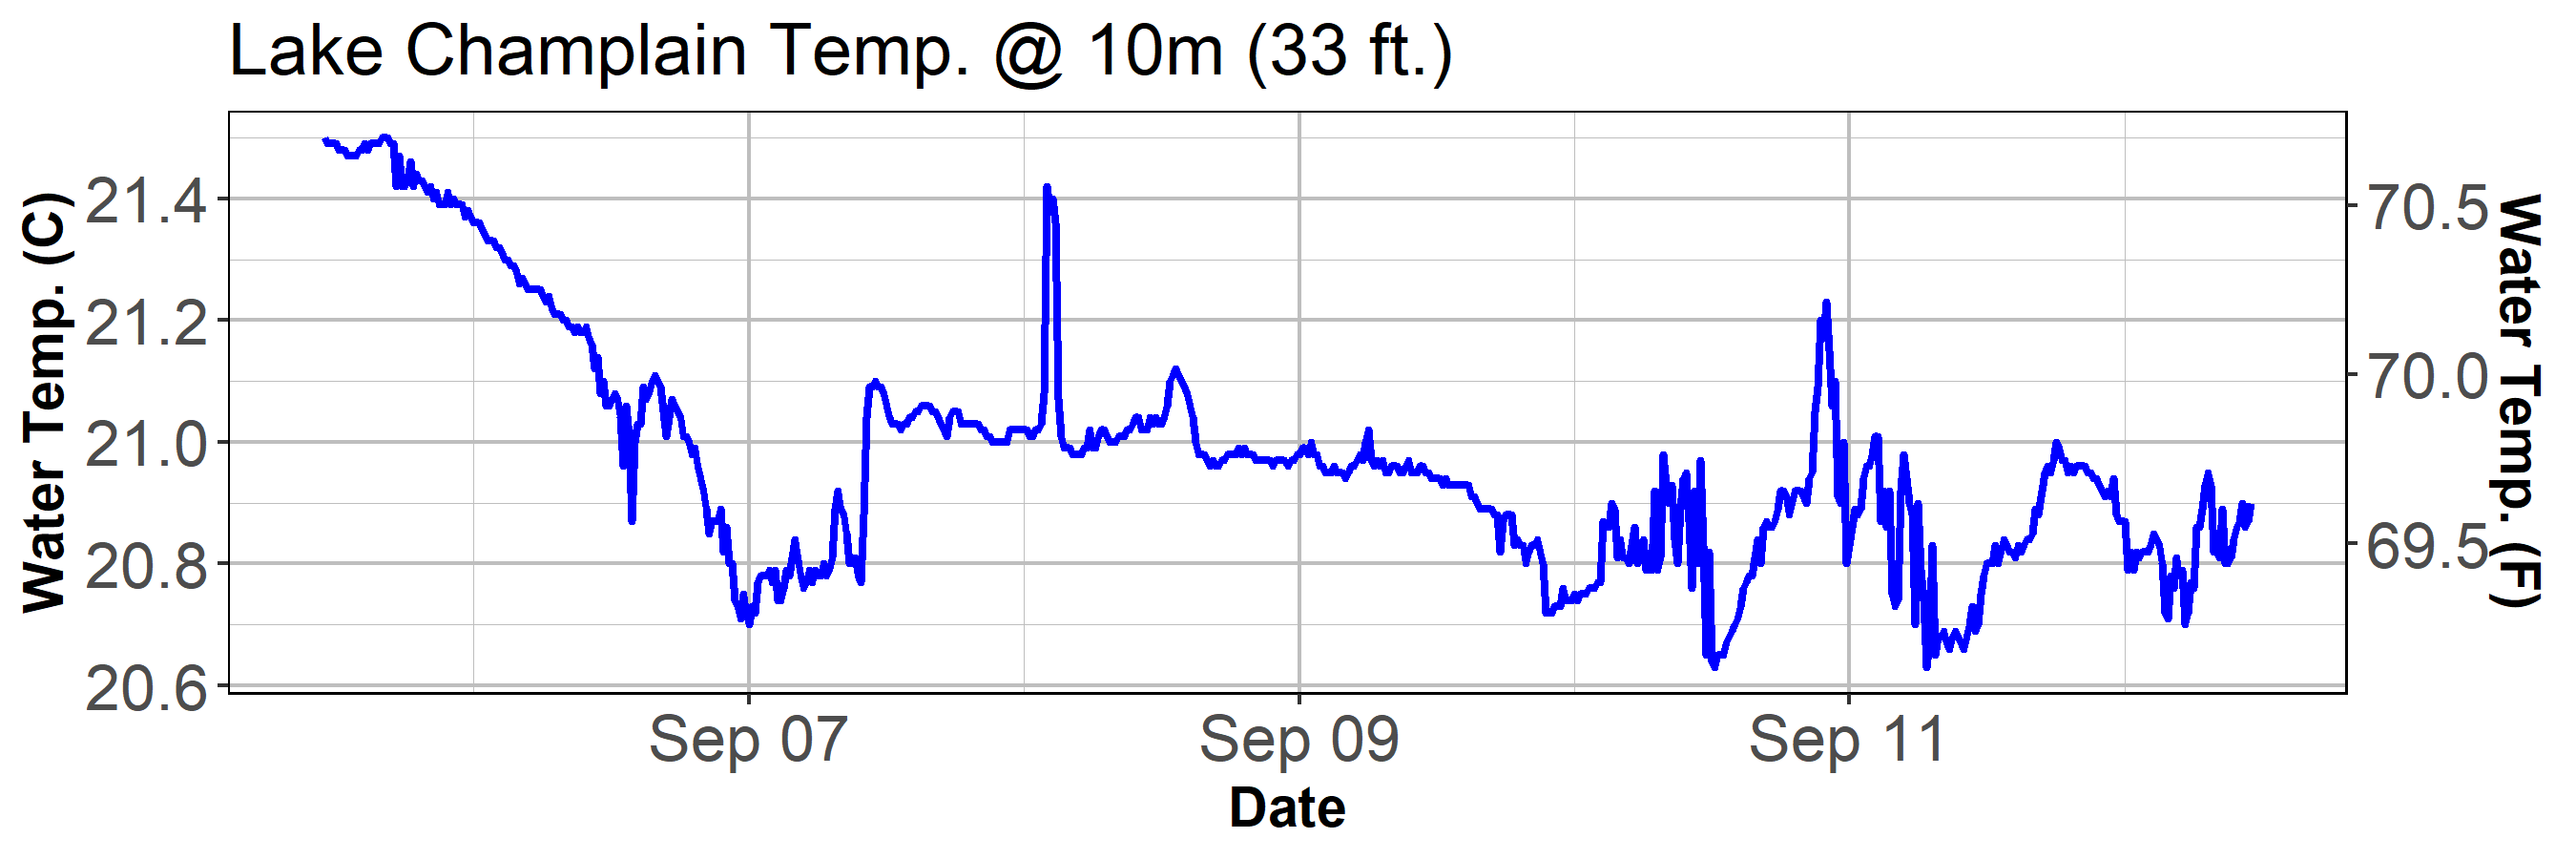 Lake Champlain Temp. @ 10m (33 ft.)
Water Temp. (C)
21.4
21.2
21.0
20.8
20.6
70.5
70.0
69.5
Water Temp. (F)
Sep 07
Sep 09
Sep 11
Date